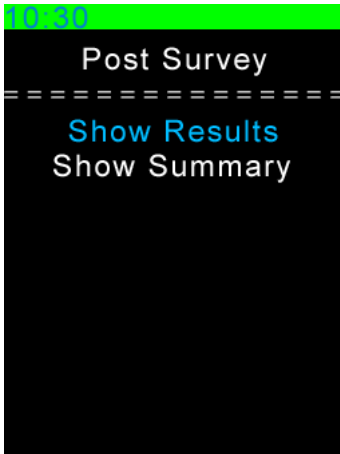 10:30
Post Survey
================
Show Results
Show Summary